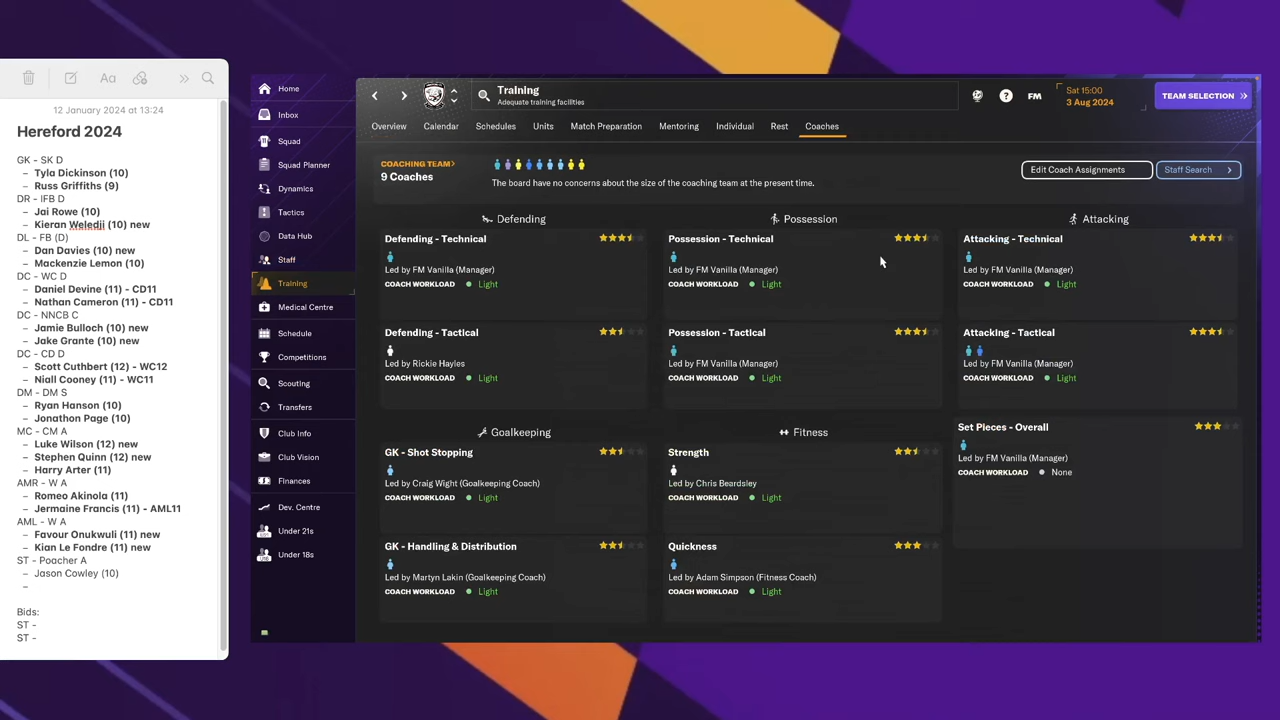 12 January 2024 at 13:24
Hereford 2024
GK - SK D
– Tyla Dickinson (10)
– Russ Griffiths (9)
DR - IFB D
– Jai Rowe (10)
– Kieran Weledji (10) new
DL - FB (D)
– Dan Davies (10) new
– Mackenzie Lemon (10)
DC - WC D
– Daniel Devine (11) - CD11
– Nathan Cameron (11) - CD11
DC - NNCB C
– Jamie Bulloch (10) new
– Jake Grante (10) new
DC - CD D
– Scott Cuthbert (12) - WC12
– Niall Cooney (11) - WC11
DM - DM S
– Ryan Hanson (10)
– Jonathon Page (10)
MC - CM A
– Luke Wilson (12) new
– Stephen Quinn (12) new
– Harry Arter (11)
AMR - W A
– Romeo Akinola (11)
– Jermaine Francis (11) - AML11
AML - W A
– Favour Onukwuli (11) new
– Kian Le Fondre (11) new
ST - Poacher A
– Jason Cowley (10)
–
Bids:
ST -
ST -
Home
Inbox
Squad
Squad Planner
Dynamics
Tactics
Data Hub
Staff
Training
Medical Centre
Schedule
Competitions
Scouting
Transfers
Club Info
Club Vision
Finances
Dev. Centre
Under 21s
Under 18s
Training
Adequate training facilities
FM
Sat 15:00
3 Aug 2024
TEAM SELECTION
Overview Calendar Schedules Units Match Preparation Mentoring Individual Rest Coaches
COACHING TEAM>
9 Coaches
The board have no concerns about the size of the coaching team at the present time.
Edit Coach Assignments
Staff Search
Defending
Defending - Technical
Led by FM Vanilla (Manager)
COACH WORKLOAD Light
Defending - Tactical
Led by Rickie Hayles
COACH WORKLOAD Light
Possession
Possession - Technical
Led by FM Vanilla (Manager)
COACH WORKLOAD Light
Possession - Tactical
Led by FM Vanilla (Manager)
COACH WORKLOAD Light
Attacking
Attacking - Technical
Led by FM Vanilla (Manager)
COACH WORKLOAD Light
Attacking - Tactical
Led by FM Vanilla (Manager)
COACH WORKLOAD Light
Goalkeeping
GK - Shot Stopping
Led by Craig Wight (Goalkeeping Coach)
COACH WORKLOAD Light
GK - Handling & Distribution
Led by Martyn Lakin (Goalkeeping Coach)
COACH WORKLOAD Light
Fitness
Strength
Led by Chris Beardsley
COACH WORKLOAD Light
Quickness
Led by Adam Simpson (Fitness Coach)
COACH WORKLOAD Light
Set Pieces - Overall
Led by FM Vanilla (Manager)
COACH WORKLOAD None